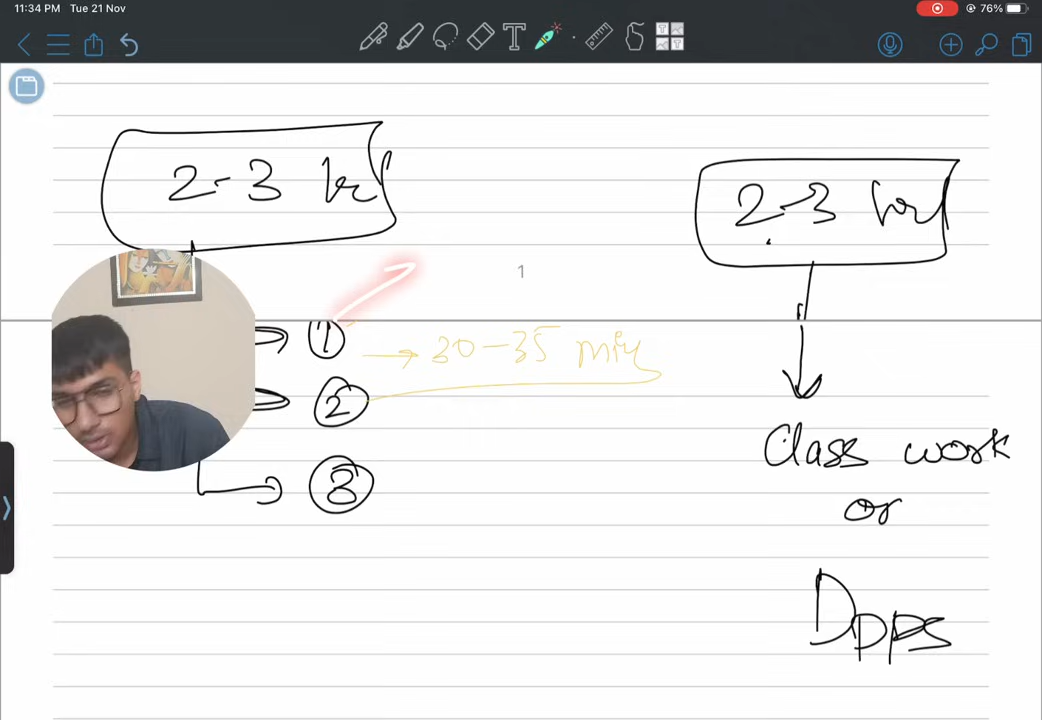 11:34 PM Tue 21 Nov
76%
2-3 hr
2-3 hr
1
① → 30-35 min
②
③
Class work
or
DPPS